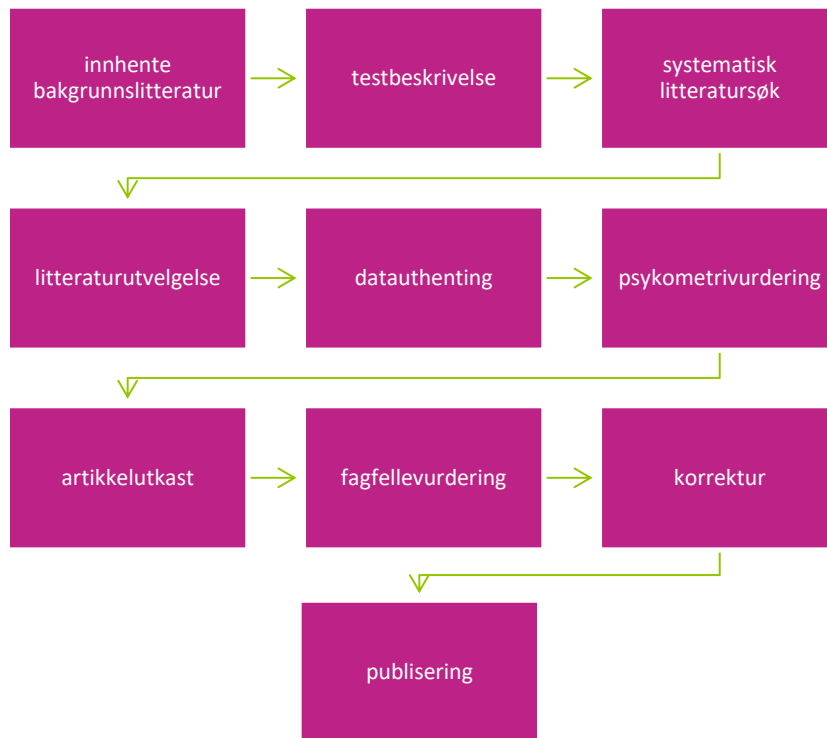 innhente
bakgrunnslitteratur
testbeskrivelse
systematisk
litteratursøk
litteraturutvelgelse
datauthenting
psykometrivurdering
artikkelutkast
fagfellevurdering
korrektur
publisering